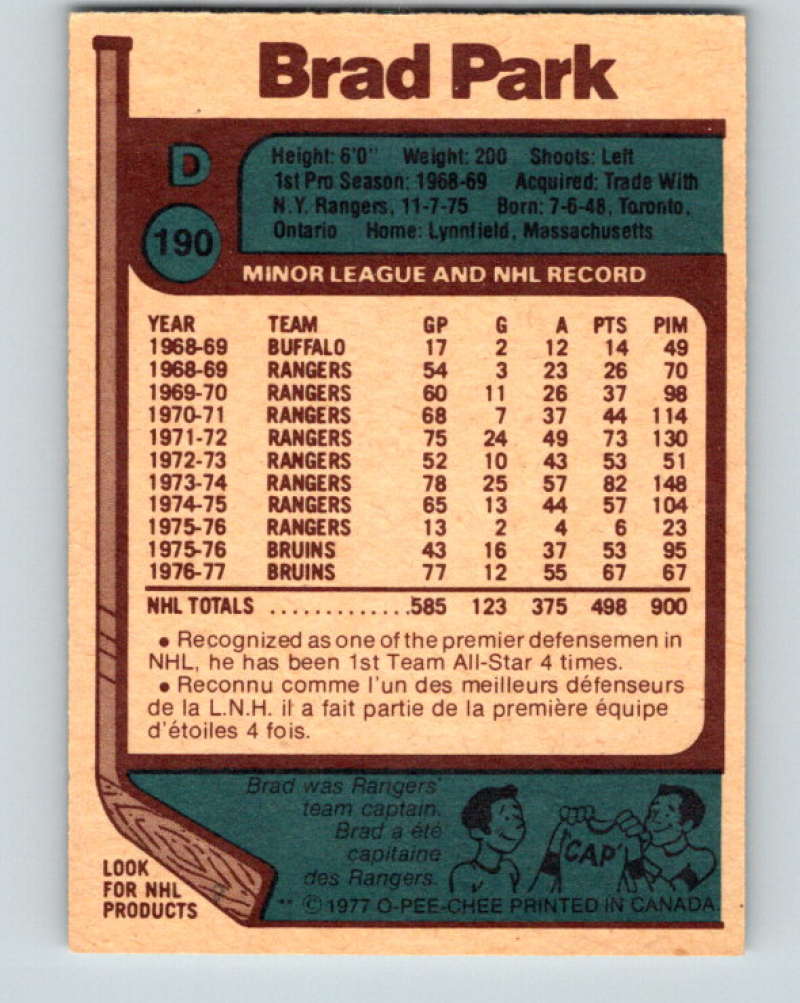 Brad Park
D
190
Height: 6'0" Weight: 200 Shoots: Left
1st Pro Season: 1968-69 Acquired: Trade With
N.Y. Rangers, 11-7-75 Born: 7-6-48, Toronto,
Ontario Home: Lynnfield, Massachusetts
MINOR LEAGUE AND NHL RECORD
YEAR TEAM GP G A PTS PIM
1968-69 BUFFALO 17 2 12 14 49
1968-69 RANGERS 54 3 23 26 70
1969-70 RANGERS 60 11 26 37 98
1970-71 RANGERS 68 7 37 44 114
1971-72 RANGERS 75 24 49 73 130
1972-73 RANGERS 52 10 43 53 51
1973-74 RANGERS 78 25 57 82 148
1974-75 RANGERS 65 13 44 57 104
1975-76 RANGERS 13 2 4 6 23
1975-76 BRUINS 43 16 37 53 95
1976-77 BRUINS 77 12 55 67 67
NHL TOTALS .............585 123 375 498 900
• Recognized as one of the premier defensemen in
NHL, he has been 1st Team All-Star 4 times.
• Reconnu comme l'un des meilleurs défenseurs
de la L.N.H. il a fait partie de la première équipe
d'étoiles 4 fois.
Brad was Rangers'
team captain.
Brad a été
capitaine
des Rangers.
CAP'
LOOK
FOR NHL
PRODUCTS
** © 1977 O-PEE-CHEE PRINTED IN CANADA